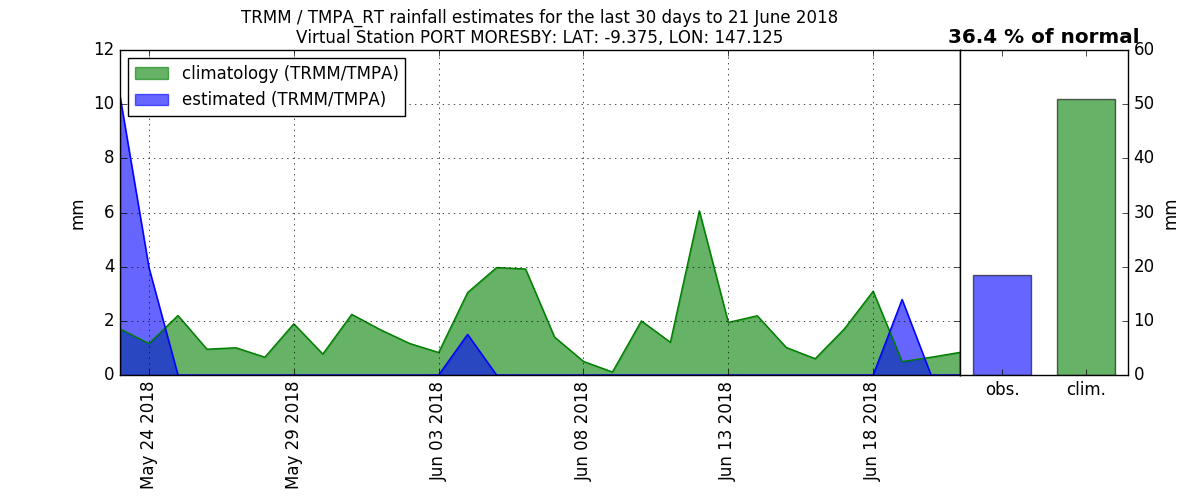 TRMM / TMPA_RT rainfall estimates for the last 30 days to 21 June 2018
Virtual Station PORT MORESBY: LAT: -9.375, LON: 147.125
36.4 % of normal
climatology (TRMM/TMPA)
estimated (TRMM/TMPA)
12
10
8
6
4
2
0
mm
May 24 2018
May 29 2018
Jun 03 2018
Jun 08 2018
Jun 13 2018
Jun 18 2018
obs.
clim.
60
50
40
30
20
10
0
mm